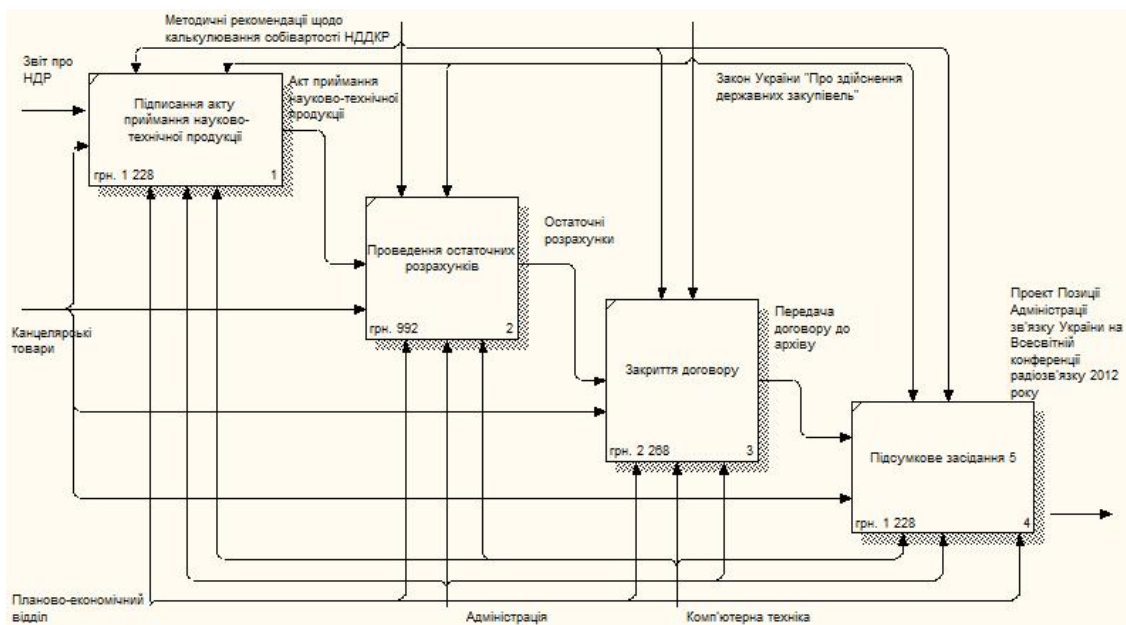 Методичні рекомендації щодо
калькулювання собівартості НДДКР
Звіт про
НДР
Підписання акту
приймання науково-
технічної продукції
грн. 1 228
1
Акт приймання
науково-технічної
продукції
Закон України "Про здійснення
державних закупівель"
Проведення остаточних
розрахунків
грн. 992
2
Остаточні
розрахунки
Канцелярські
товари
Закриття договору
грн. 2 268
3
Передача
договору до
архіву
Проект Позиції
Адміністрації
зв'язку України на
Всесвітній
конференції
радіозв'язку 2012
року
Підсумкове засідання 5
грн. 1 228
4
Планово-економічний
відділ
Адміністрація
Комп'ютерна техніка